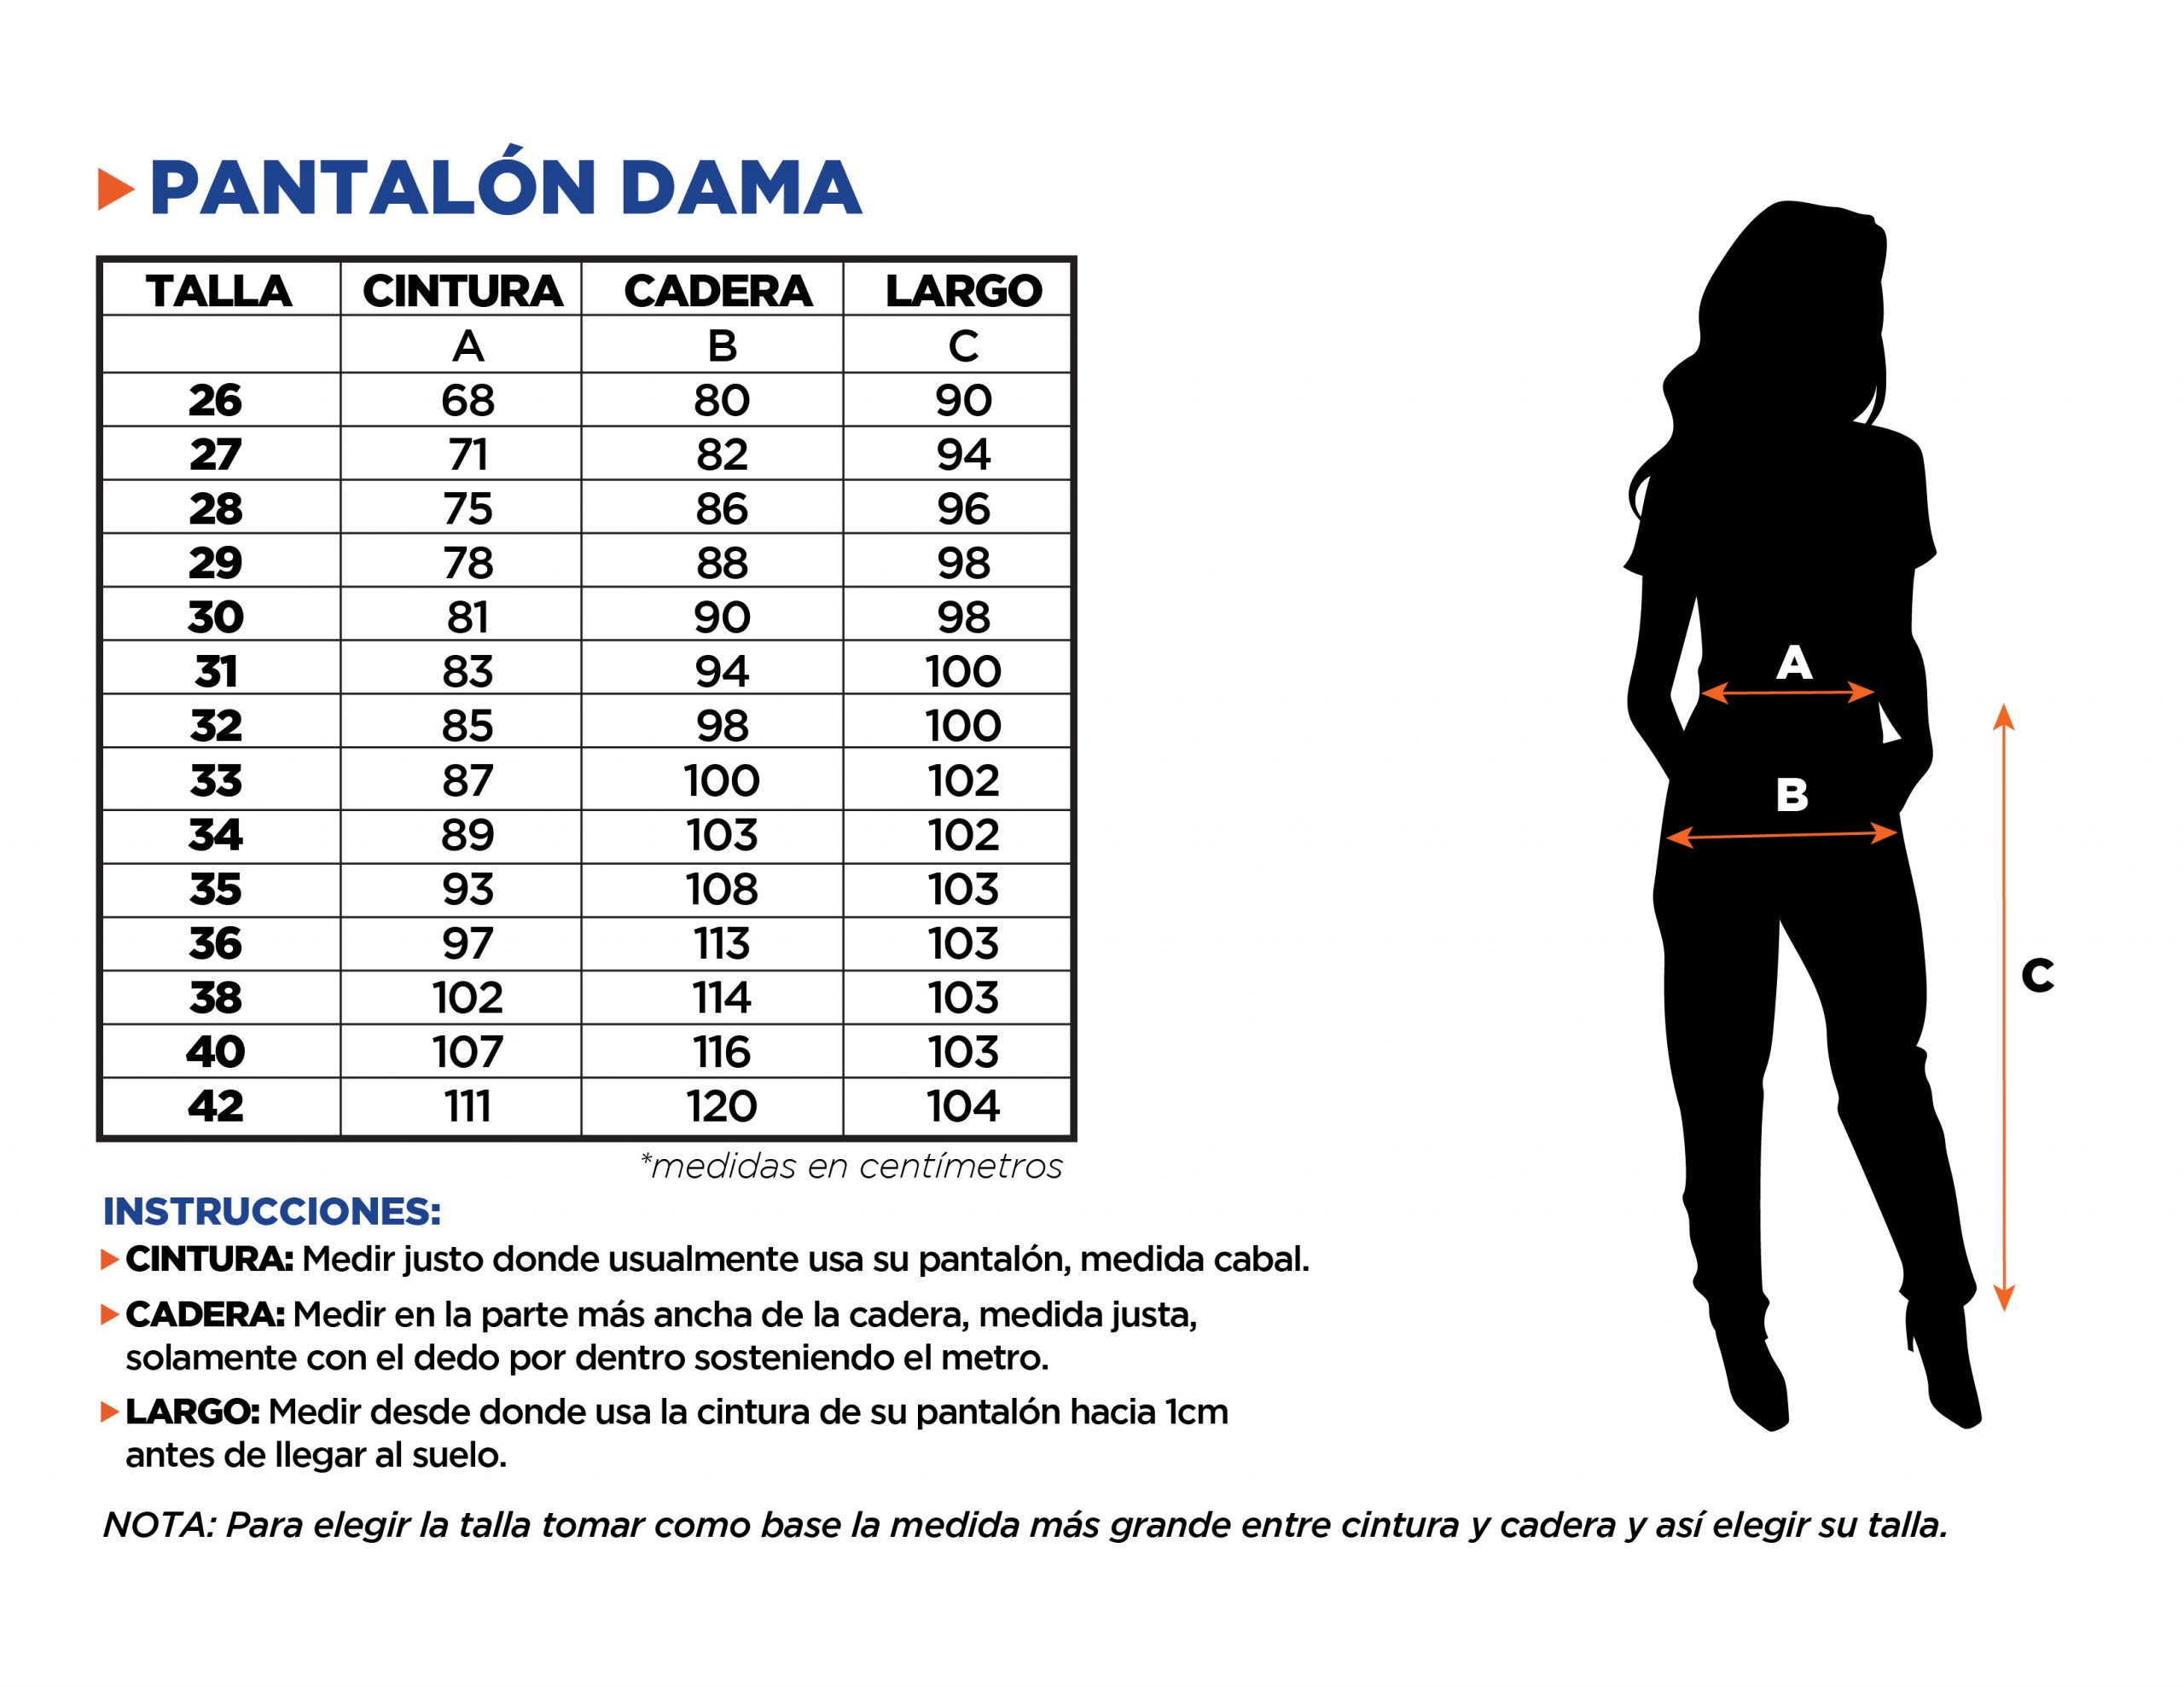 PANTALÓN DAMA
TALLA CINTURA CADERA LARGO
A B C
26 68 80 90
27 71 82 94
28 75 86 96
29 78 88 98
30 81 90 98
31 83 94 100
32 85 98 100
33 87 100 102
34 89 103 102
35 93 108 103
36 97 113 103
38 102 114 103
40 107 116 103
42 111 120 104
*medidas en centímetros
INSTRUCCIONES:
CINTURA: Medir justo donde usualmente usa su pantalón, medida cabal.
CADERA: Medir en la parte más ancha de la cadera, medida justa,
solamente con el dedo por dentro sosteniendo el metro.
LARGO: Medir desde donde usa la cintura de su pantalón hacia 1cm
antes de llegar al suelo.
NOTA: Para elegir la talla tomar como base la medida más grande entre cintura y cadera y así elegir su talla.
A
B
C